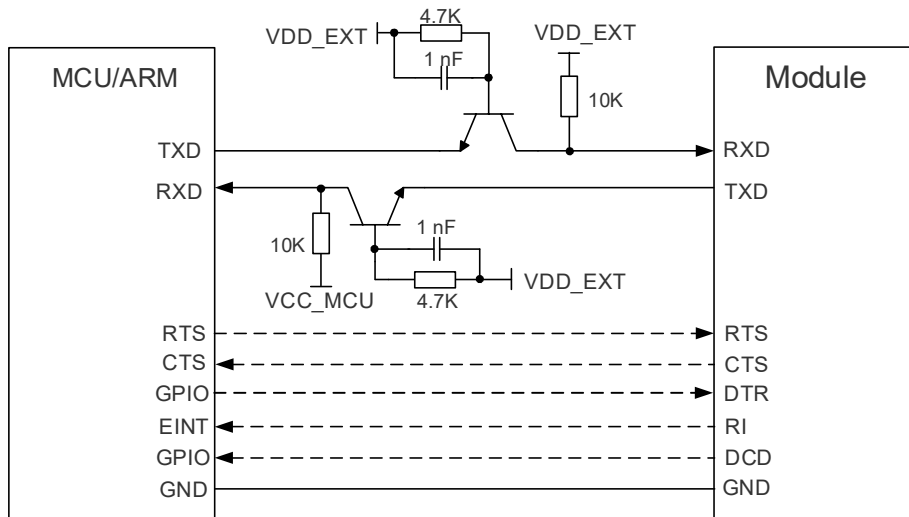 4.7K
VDD_EXT
VDD_EXT
1 nF
MCU/ARM
Module
10K
TXD
RXD
RXD
TXD
1 nF
10K
VDD_EXT
VCC_MCU
4.7K
RTS
RTS
CTS
CTS
GPIO
DTR
EINT
RI
GPIO
DCD
GND
GND